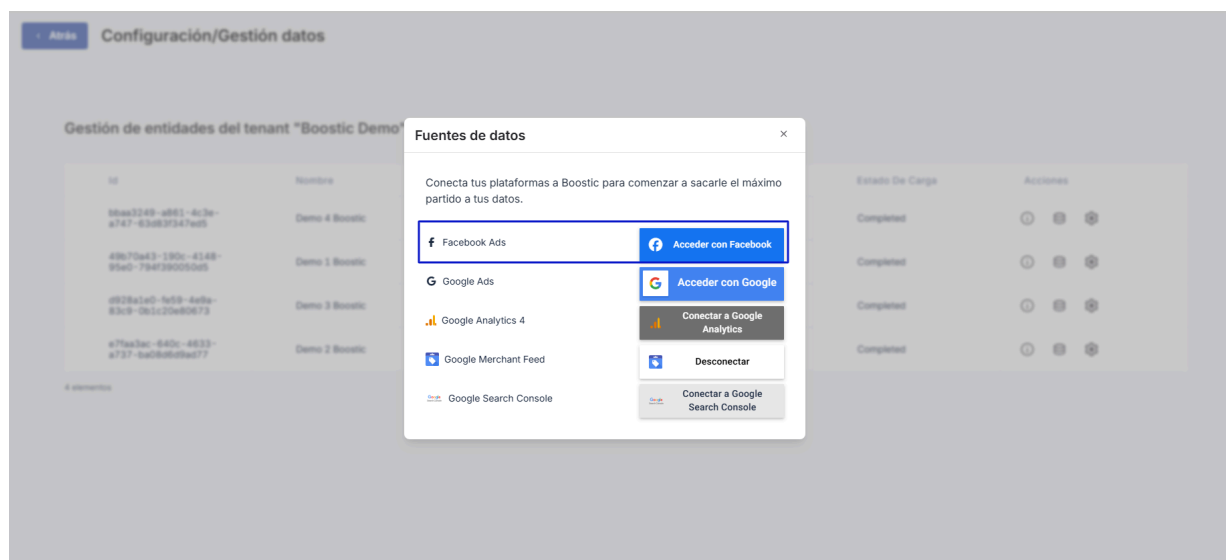 Atrás
Configuración/Gestión datos
Gestión de entidades del tenant "Boostic Demo"
Fuentes de datos
×
Id
Nombre
Estado De Carga
Acciones
Conecta tus plataformas a Boostic para comenzar a sacarle el máximo
partido a tus datos.
Demo 4 Boostic
Completed
Facebook Ads
Acceder con Facebook
Demo 1 Boostic
Completed
Google Ads
Acceder con Google
Demo 3 Boostic
Completed
Google Analytics 4
Conectar a Google
Analytics
Demo 2 Boostic
Completed
Google Merchant Feed
Desconectar
4 elementos
Google Search Console
Conectar a Google
Search Console